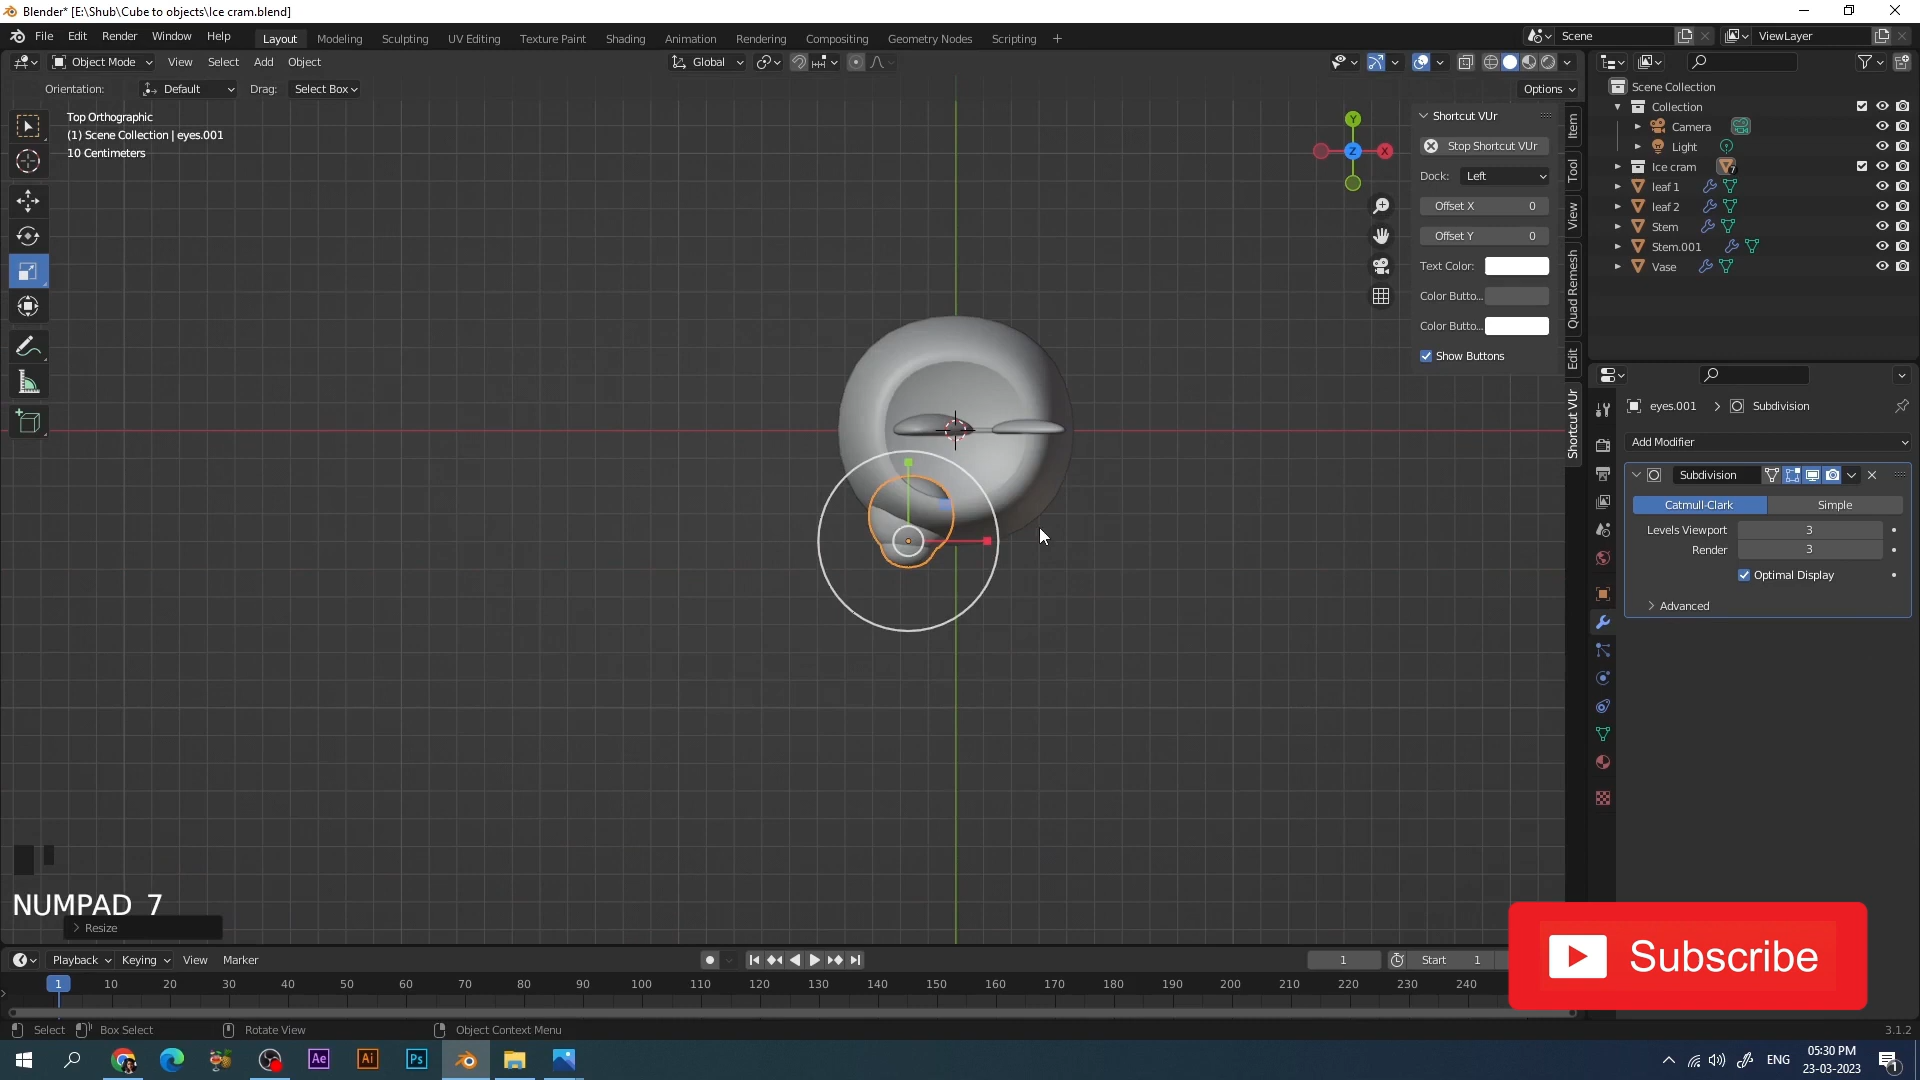 Blender* [E:\Shub\Cube to objects\Ice cram.blend]
File Edit Render Window Help
Layout Modeling Sculpting UV Editing Texture Paint Shading Animation Rendering Compositing Geometry Nodes Scripting +
Scene
ViewLayer
Object Mode View Select Add Object
Global
Orientation: Default Drag: Select Box
Options
Top Orthographic
(1) Scene Collection | eyes.001
10 Centimeters
Y
X
Z
Shortcut VUr
Stop Shortcut VUr
Dock: Left
Offset X 0
Offset Y 0
Text Color:
Color Butto...
Color Butto...
Show Buttons
Item
Tool
View
Quad Remesh
Edit
Shortcut VUr
Scene Collection
Collection
Camera
Light
Ice cram 7
leaf 1
leaf 2
Stem
Stem.001
Vase
eyes.001 > Subdivision
Add Modifier
Subdivision
Catmull-Clark Simple
Levels Viewport 3
Render 3
Optimal Display
Advanced
NUMPAD 7
Resize
Playback Keying View Marker
1
Start 1
1 10 20 30 40 50 60 70 80 90 100 110 120 130 140 150 160 170 180 190 200 210 220 230 240
Subscribe
Select Box Select Rotate View Object Context Menu
3.1.2
Ae Ai Ps
ENG
05:30 PM
23-03-2023
1